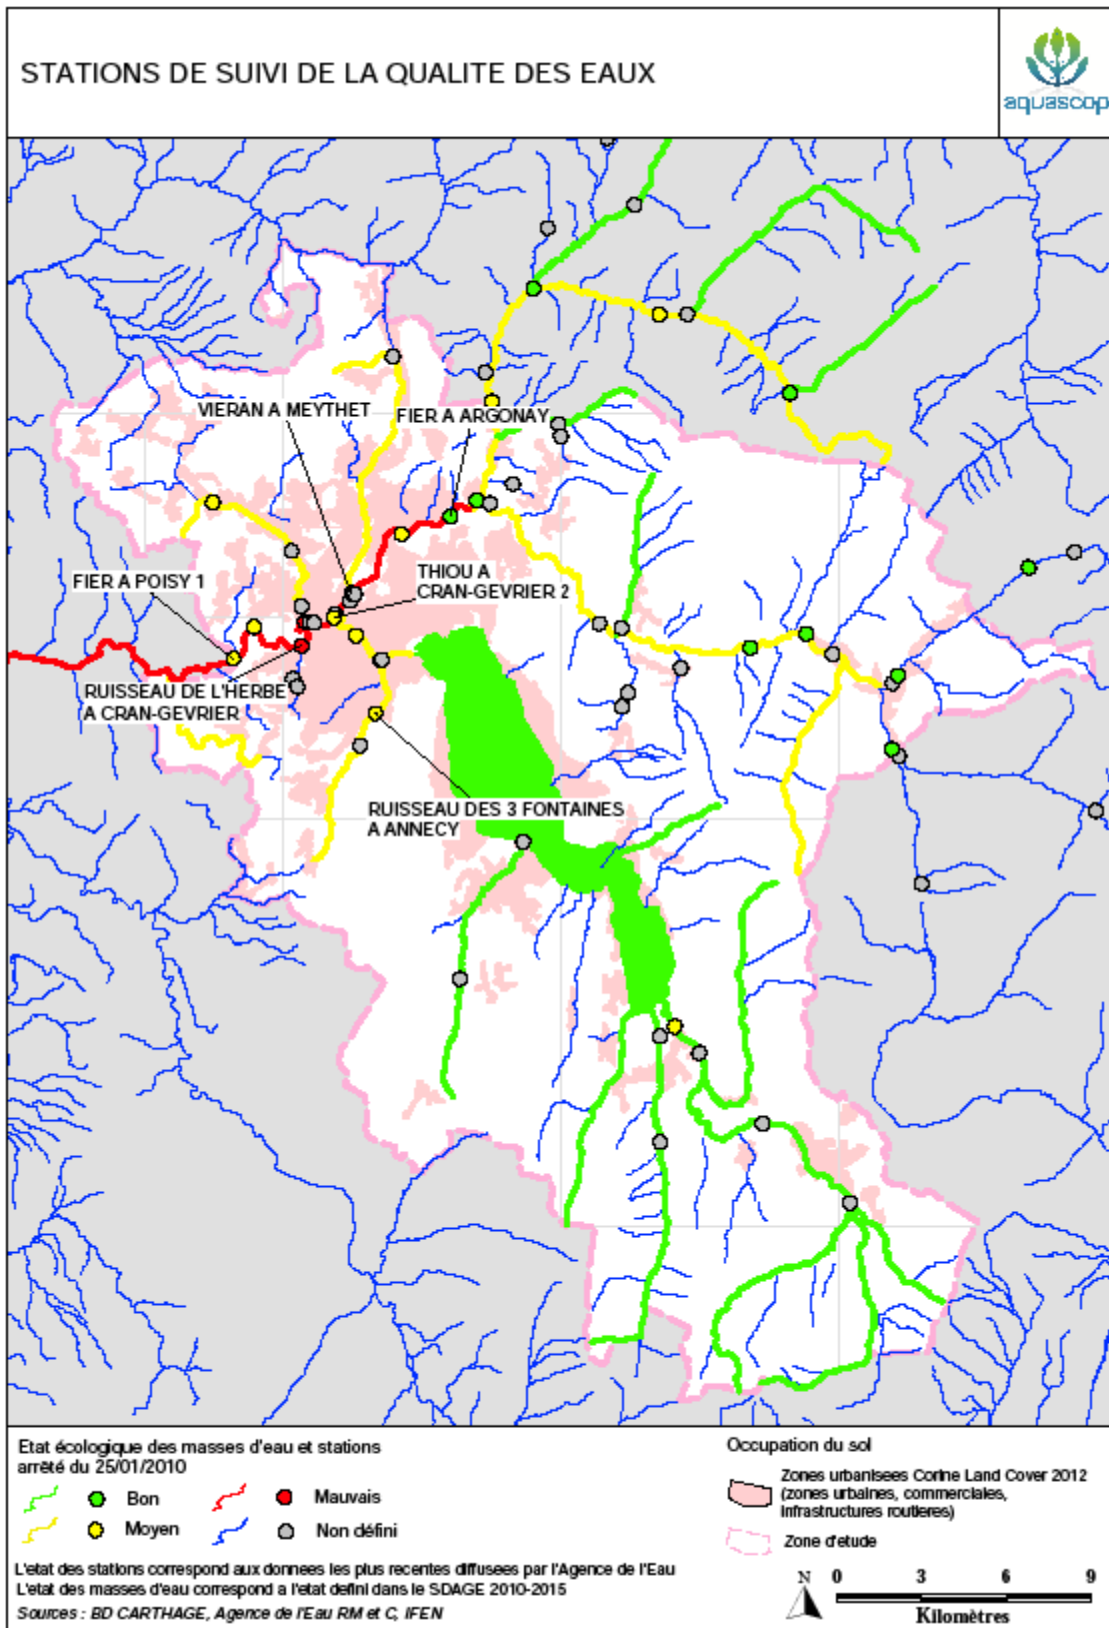 STATIONS DE SUIVI DE LA QUALITE DES EAUX
aquascop
VIERAN A MEYTHET
FIER A ARGONAY
FIER A POISY 1
THIOU A
CRAN-GEVRIER 2
RUISSEAU DE L'HERBE
A CRAN-GEVRIER
RUISSEAU DES 3 FONTAINES
A ANNECY
Etat écologique des masses d'eau et stations
arrêté du 25/01/2010
Bon
Mauvais
Moyen
Non défini
Occupation du sol
Zones urbanisees Corine Land Cover 2012
(zones urbaines, commerciales,
infrastructures routieres)
Zone d'etude
L'etat des stations correspond aux donnees les plus recentes diffusees par l'Agence de l'Eau
L'etat des masses d'eau correspond a l'etat defini dans le SDAGE 2010-2015
Sources : BD CARTHAGE, Agence de l'Eau RM et C, IFEN
N 0 3 6 9
Kilomètres